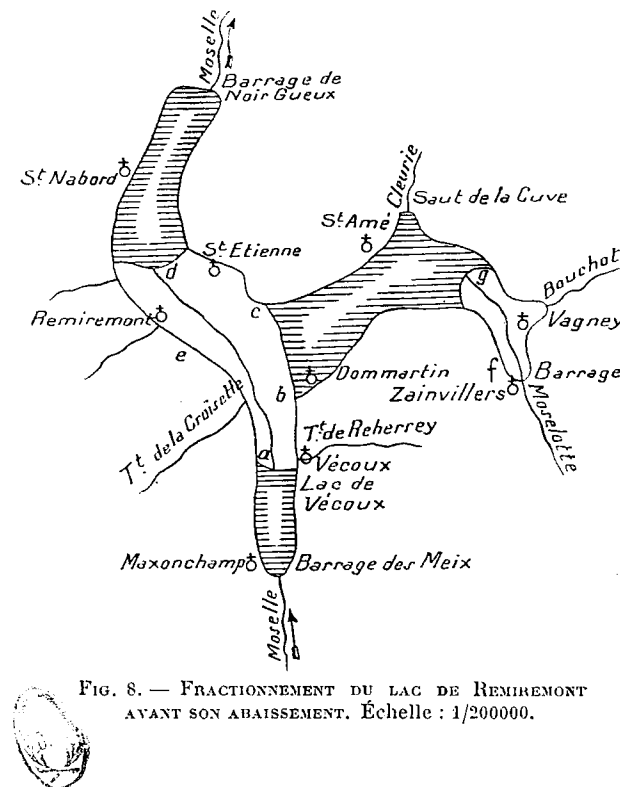 Moselle
Barrage de
Noir Gueux
St Nabord
Cleurie
Saut de la Cuve
St Amé
St Etienne
d
g
Bouchot
Remiremont
c
Vagney
e
f
Barrage
Dommartin
Zainvillers
b
Moselotte
Tt de la Croisette
Tt de Reherrey
a
Vécoux
Lac de
Vécoux
Maxonchamp
Barrage des Meix
Moselle
FIG. 8. — FRACTIONNEMENT DU LAC DE REMIREMONT
AVANT SON ABAISSEMENT. Échelle : 1/200000.